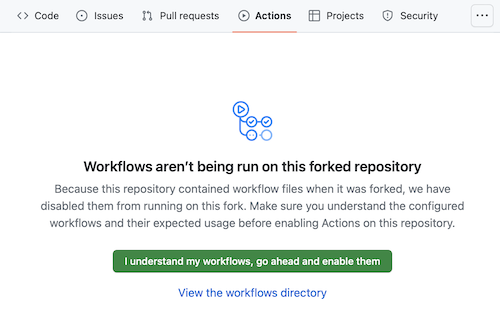 Code Issues Pull requests Actions Projects Security
Workflows aren’t being run on this forked repository
Because this repository contained workflow files when it was forked, we have
disabled them from running on this fork. Make sure you understand the configured
workflows and their expected usage before enabling Actions on this repository.
I understand my workflows, go ahead and enable them
View the workflows directory